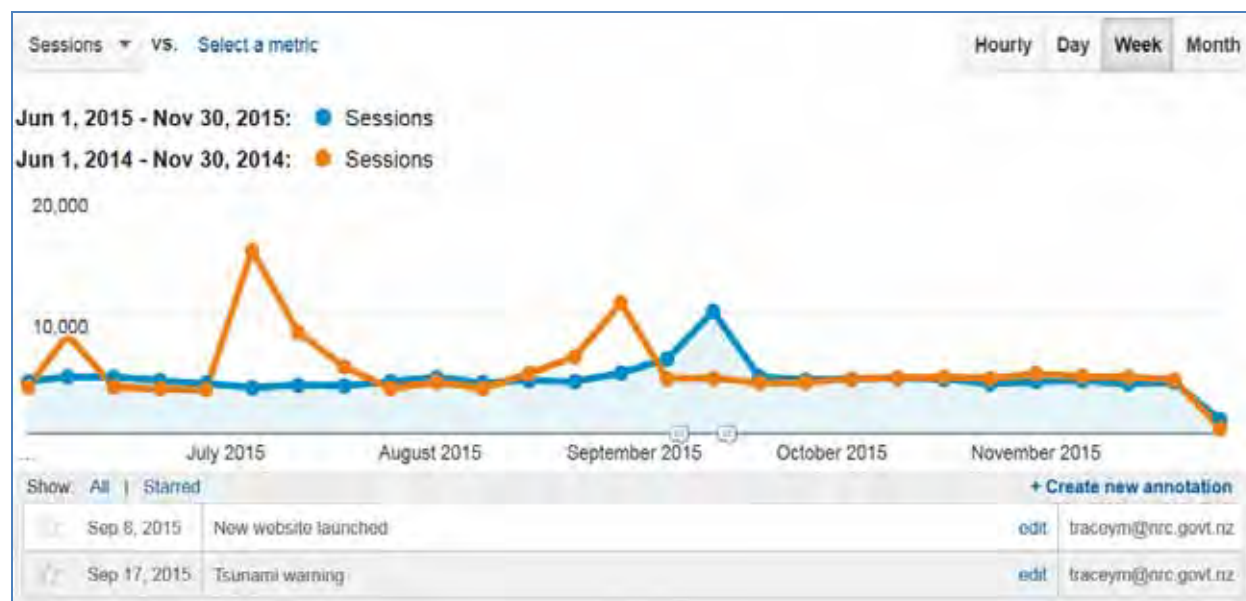 Sessions VS. Select a metric Hourly Day Week Month
Jun 1, 2015 - Nov 30, 2015: Sessions
Jun 1, 2014 - Nov 30, 2014: Sessions
20,000
10,000
... July 2015 August 2015 September 2015 October 2015 November 2015
Show: All | Starred + Create new annotation
Sep 8, 2015 New website launched edit traceym@nrc.govt.nz
Sep 17, 2015 Tsunami warning edit traceym@nrc.govt.nz